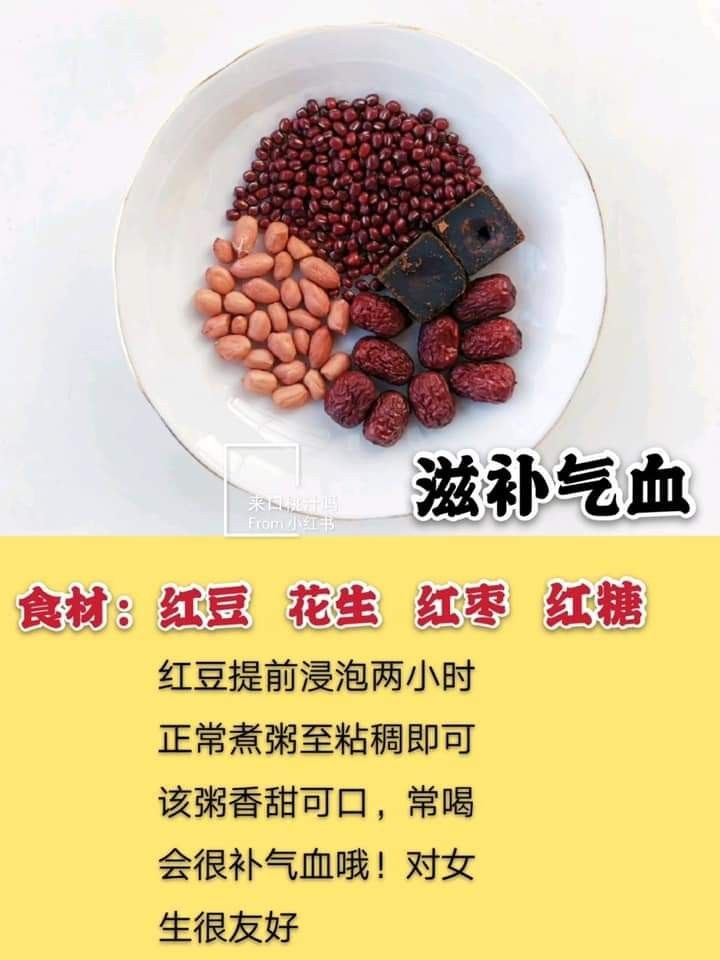 来口桃汁吗
From 小红书
滋补气血
食材：红豆 花生 红枣 红糖
红豆提前浸泡两小时
正常煮粥至粘稠即可
该粥香甜可口，常喝
会很补气血哦！对女
生很友好